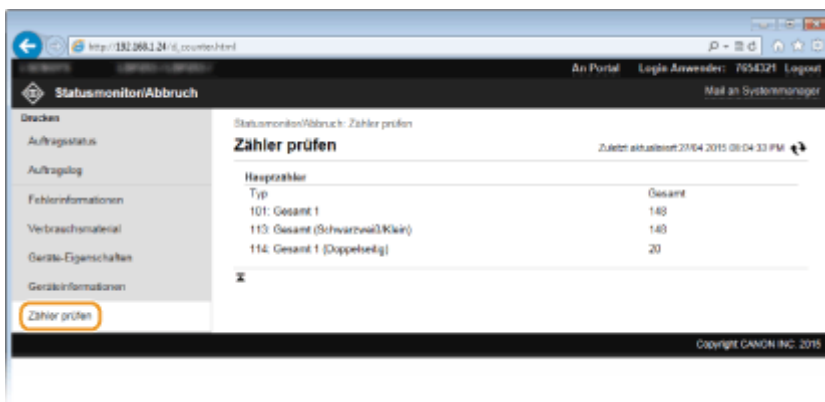 http://192.168.1.24/d_counter.html
An Portal Login Anwender: 7654321 Logout
Statusmonitor/Abbruch
Mail an Systemmanager
Drucken
Auftragsstatus
Auftragslog
Fehlerinformationen
Verbrauchsmaterial
Geräte-Eigenschaften
Geräteinformationen
Zähler prüfen
Statusmonitor/Abbruch: Zähler prüfen
Zähler prüfen
Zuletzt aktualisiert:27/04 2015 08:04:33 PM
Hauptzähler
Typ Gesamt
101: Gesamt 1 148
113: Gesamt (Schwarzweiß/Klein) 148
114: Gesamt 1 (Doppelseitig) 20
Copyright CANON INC. 2015